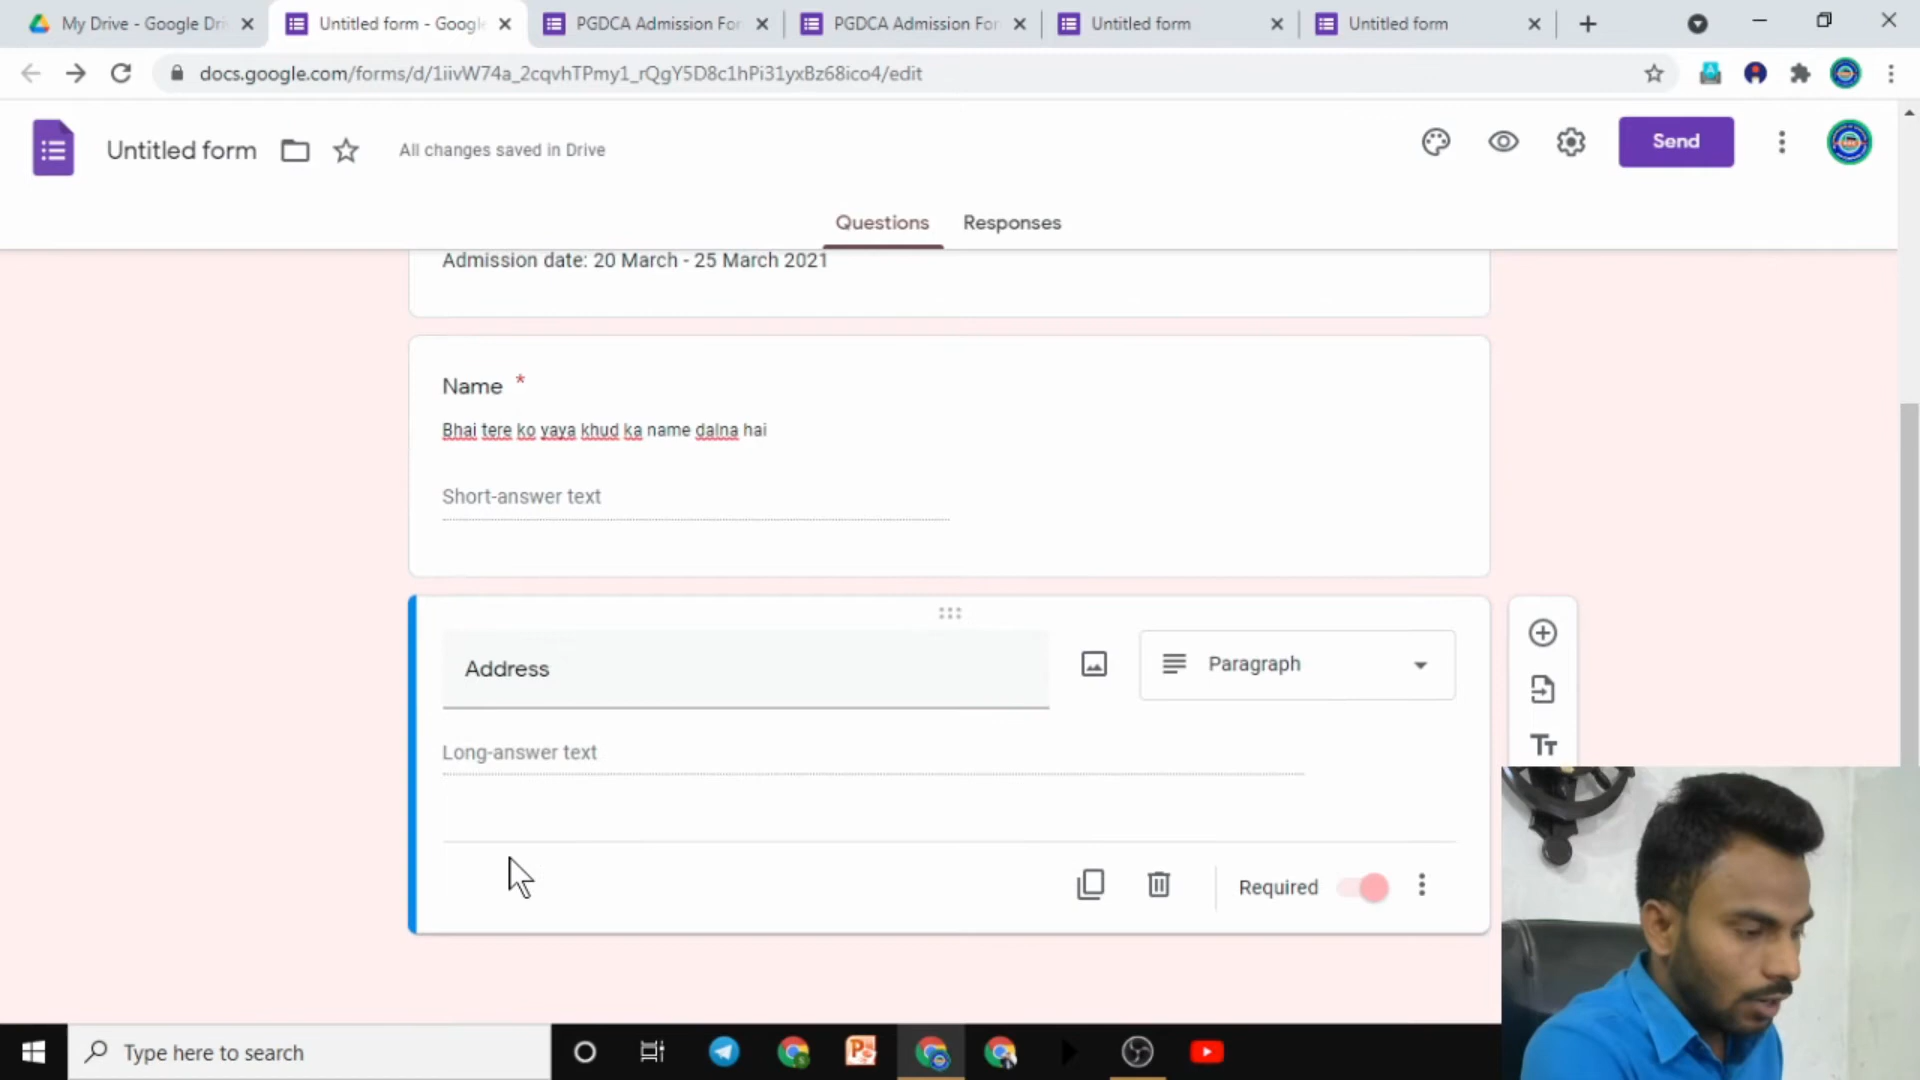 My Drive - Google Dri
Untitled form - Googl
PGDCA Admission For
PGDCA Admission For
Untitled form
Untitled form
docs.google.com/forms/d/1iivW74a_2cqvhTPmy1_rQgY5D8c1hPi31yxBz68ico4/edit
Untitled form
All changes saved in Drive
Send
Questions
Responses
Admission date: 20 March - 25 March 2021
Name *
Bhai tere ko yaya khud ka name dalna hai
Short-answer text
Address
Paragraph
Long-answer text
Required
Type here to search